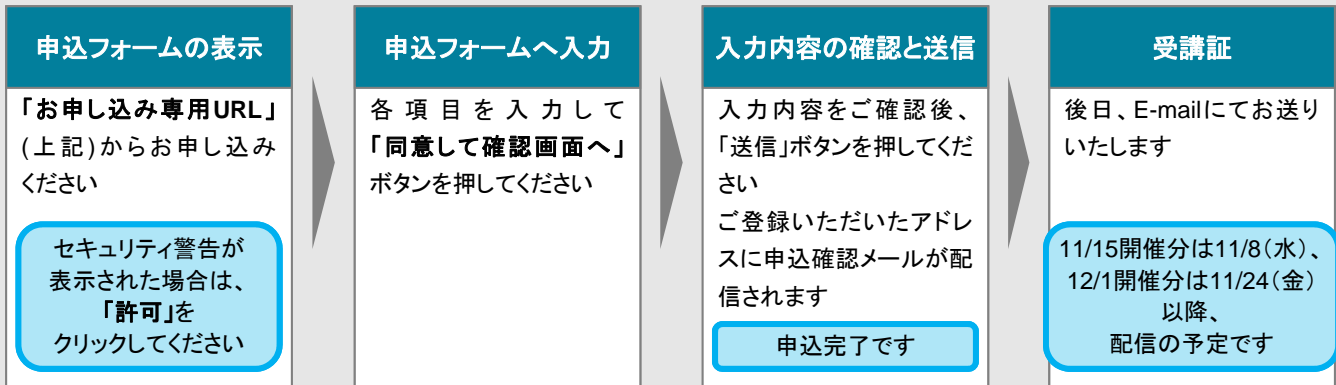 申込フォームの表示
「お申し込み専用URL」
(上記)からお申し込み
ください
セキュリティ警告が
表示された場合は、
「許可」を
クリックしてください
申込フォームへ入力
各項目を入力して
「同意して確認画面へ」
ボタンを押してください
入力内容の確認と送信
入力内容をご確認後、
「送信」ボタンを押してくだ
さい
ご登録いただいたアドレ
スに申込確認メールが配
信されます
申込完了です
受講証
後日、E-mailにてお送り
いたします
11/15開催分は11/8(水)、
12/1開催分は11/24(金)
以降、
配信の予定です